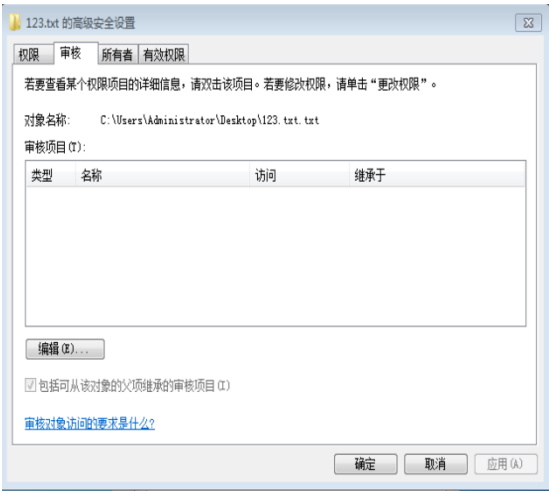 123.txt 的高级安全设置
权限 审核 所有者 有效权限
若要查看某个权限项目的详细信息，请双击该项目。若要修改权限，请单击“更改权限”。
对象名称: C:\Users\Administrator\Desktop\123.txt.txt
审核项目(T):
类型 名称 访问 继承于
编辑(E)...
包括可从该对象的父项继承的审核项目(I)
审核对象访问的要求是什么?
确定 取消 应用(A)